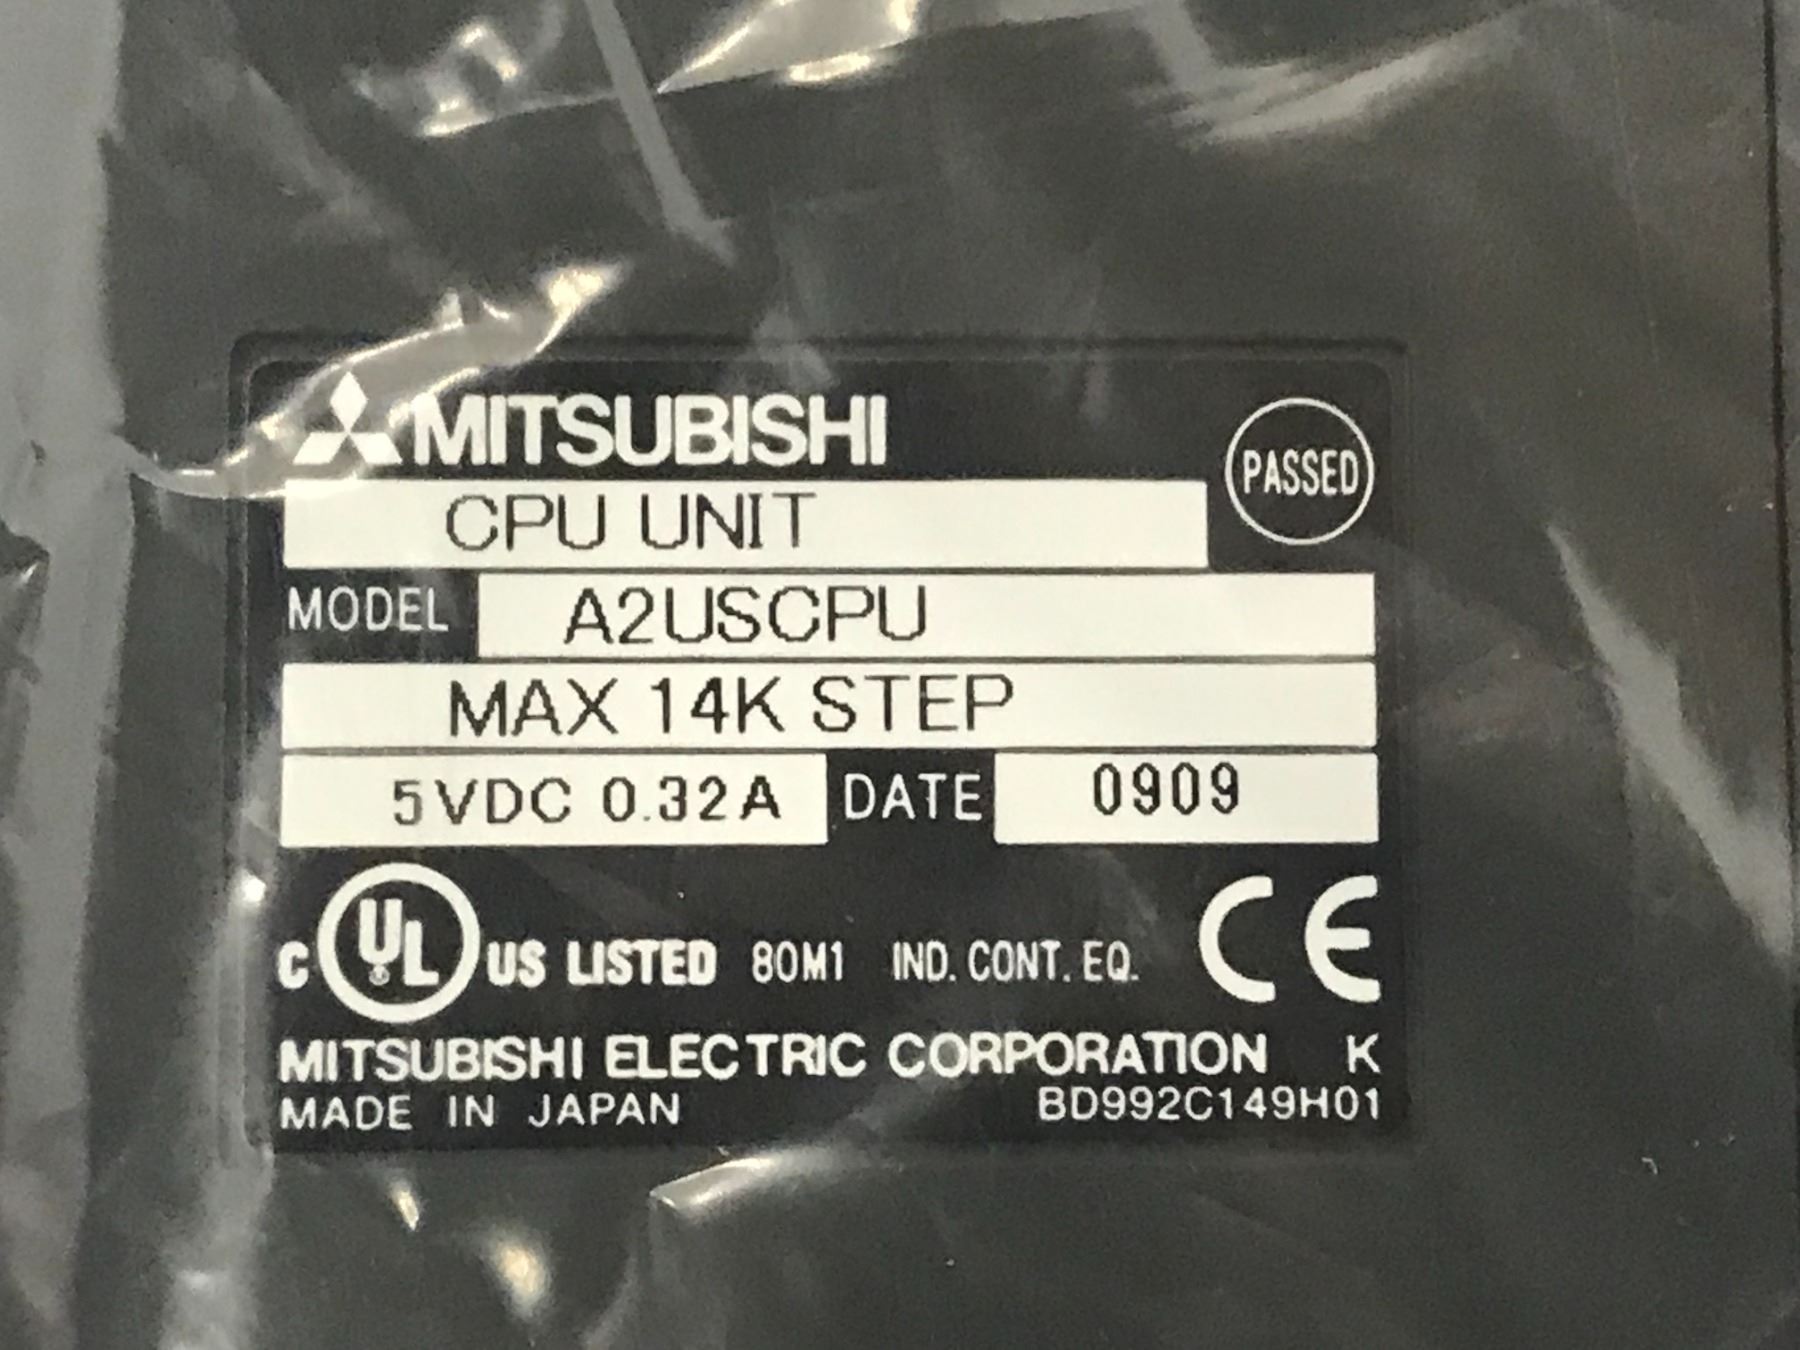 MITSUBISHI
PASSED
CPU UNIT
MODEL A2USCPU
MAX 14K STEP
5VDC 0.32A DATE 0909
C UL® US LISTED 80M1 IND. CONT. EQ. CE
MITSUBISHI ELECTRIC CORPORATION K
MADE IN JAPAN BD992C149H01